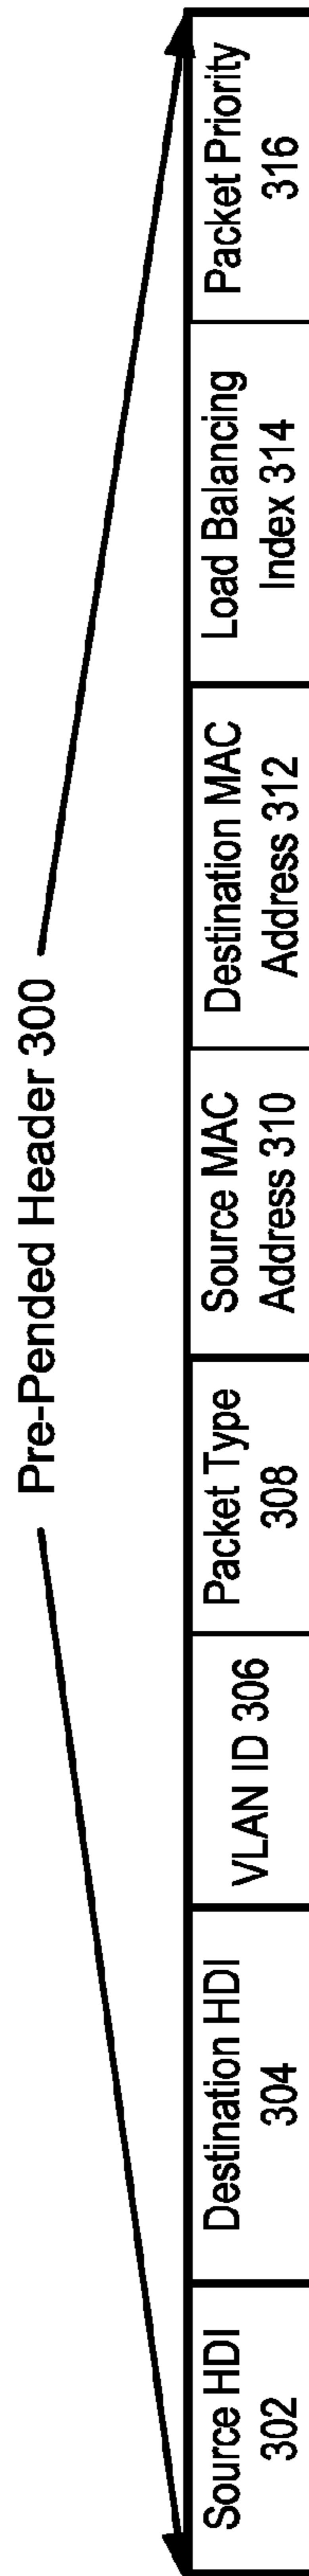 Pre-Pended Header 300
Source HDI
302
Destination HDI
304
VLAN ID 306
Packet Type
308
Source MAC
Address 310
Destination MAC
Address 312
Load Balancing
Index 314
Packet Priority
316